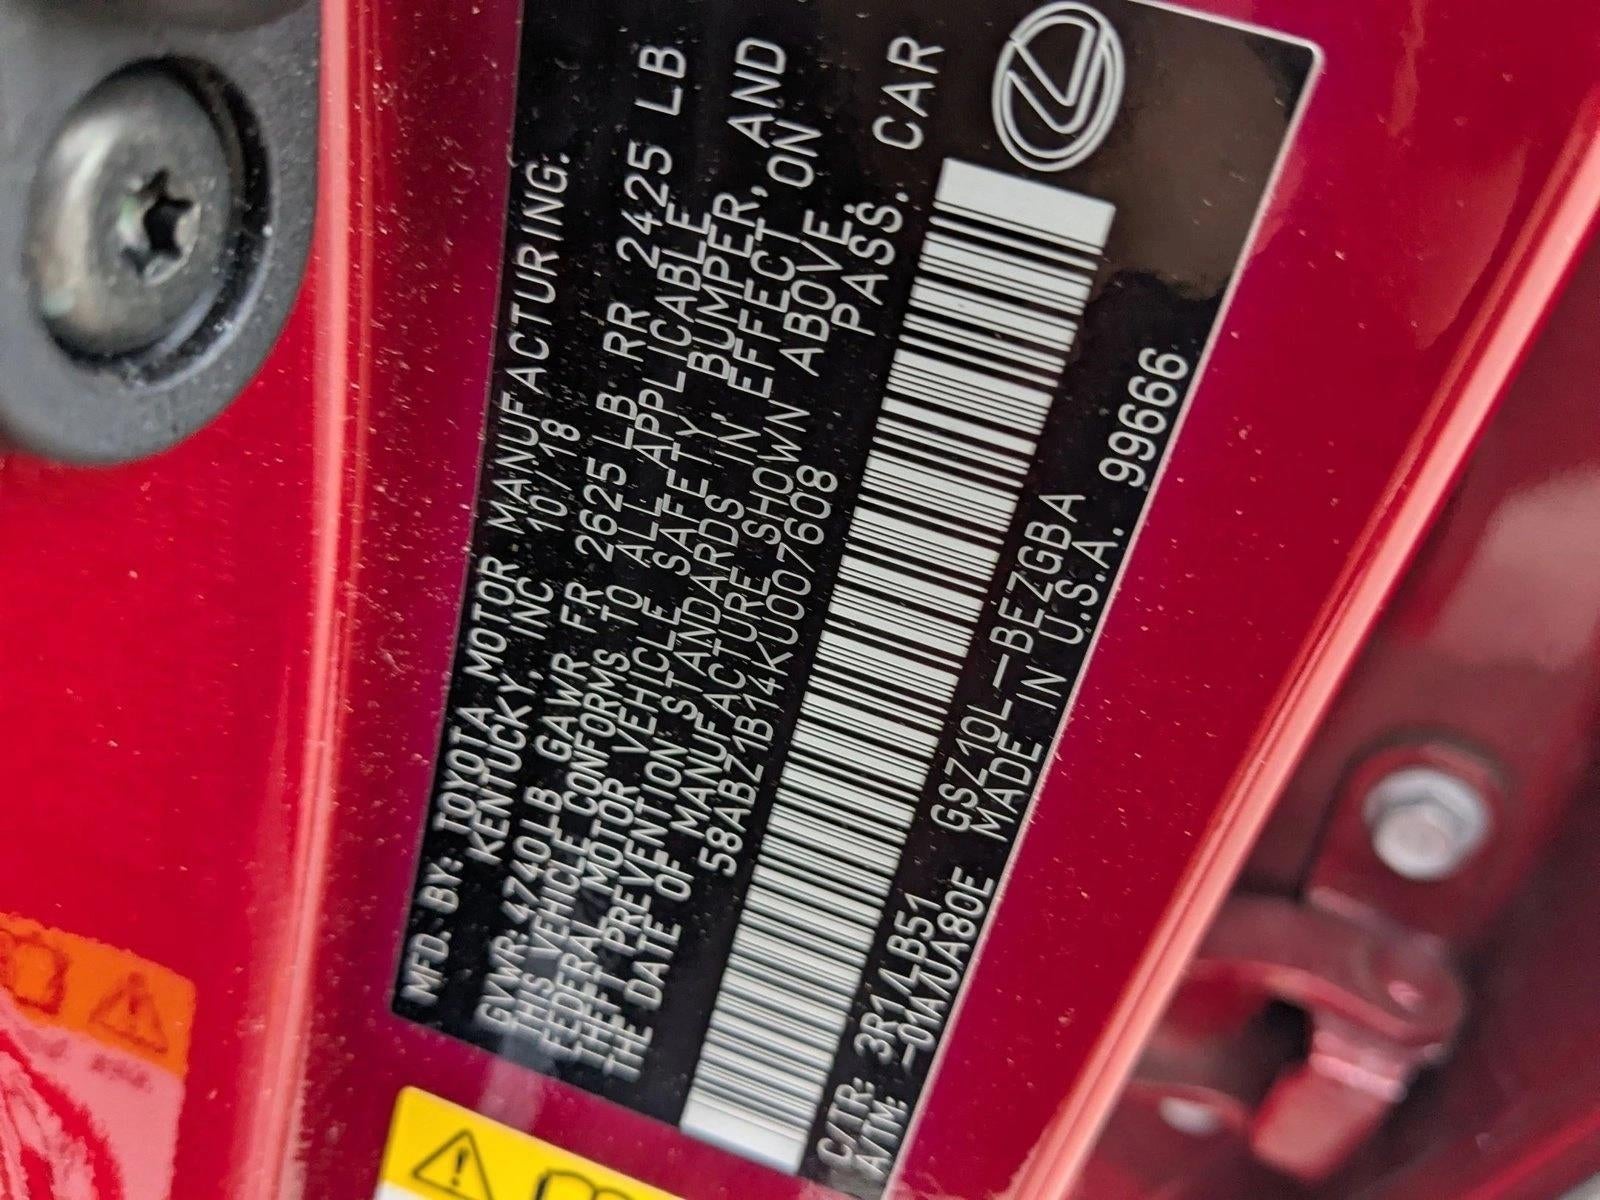 MFD. BY: TOYOTA MOTOR MANUFACTURING.
KENTUCKY, INC 10/18
GVWR:4740LB GAWR FR 2625 LB RR 2425 LB
THIS VEHICLE CONFORMS TO ALL APPLICABLE
FEDERAL MOTOR VEHICLE SAFETY, BUMPER, AND
THEFT PREVENTION STANDARDS IN EFFECT ON
THE DATE OF MANUFACTURE SHOWN ABOVE.
58ABZ1B14KU007608 PASS. CAR
C/TR: 3R1/LB51 GSZ10L-BEZGBA 99666
A/TM: -01A/UA80E MADE IN U.S.A.